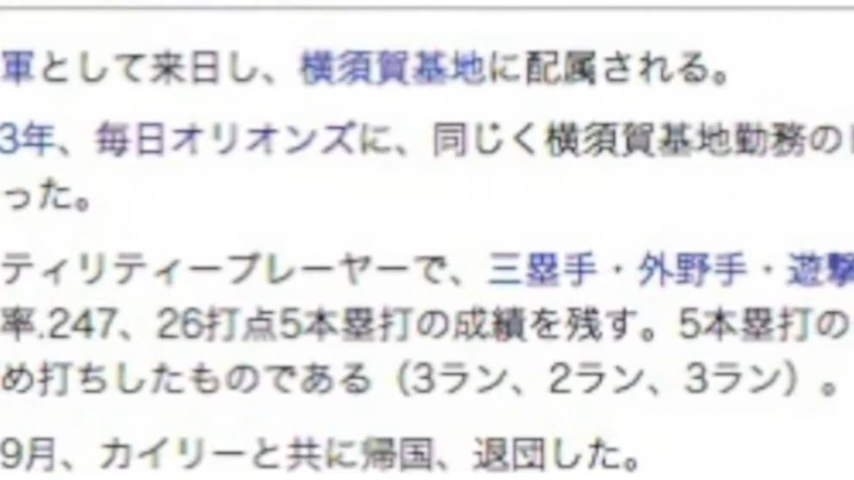 軍として来日し、横須賀基地に配属される。
3年、毎日オリオンズに、同じく横須賀基地勤務の
った。
ティリティープレーヤーで、三塁手・外野手・遊撃
率.247、26打点5本塁打の成績を残す。5本塁打の
め打ちしたものである（3ラン、2ラン、3ラン）。
9月、カイリーと共に帰国、退団した。